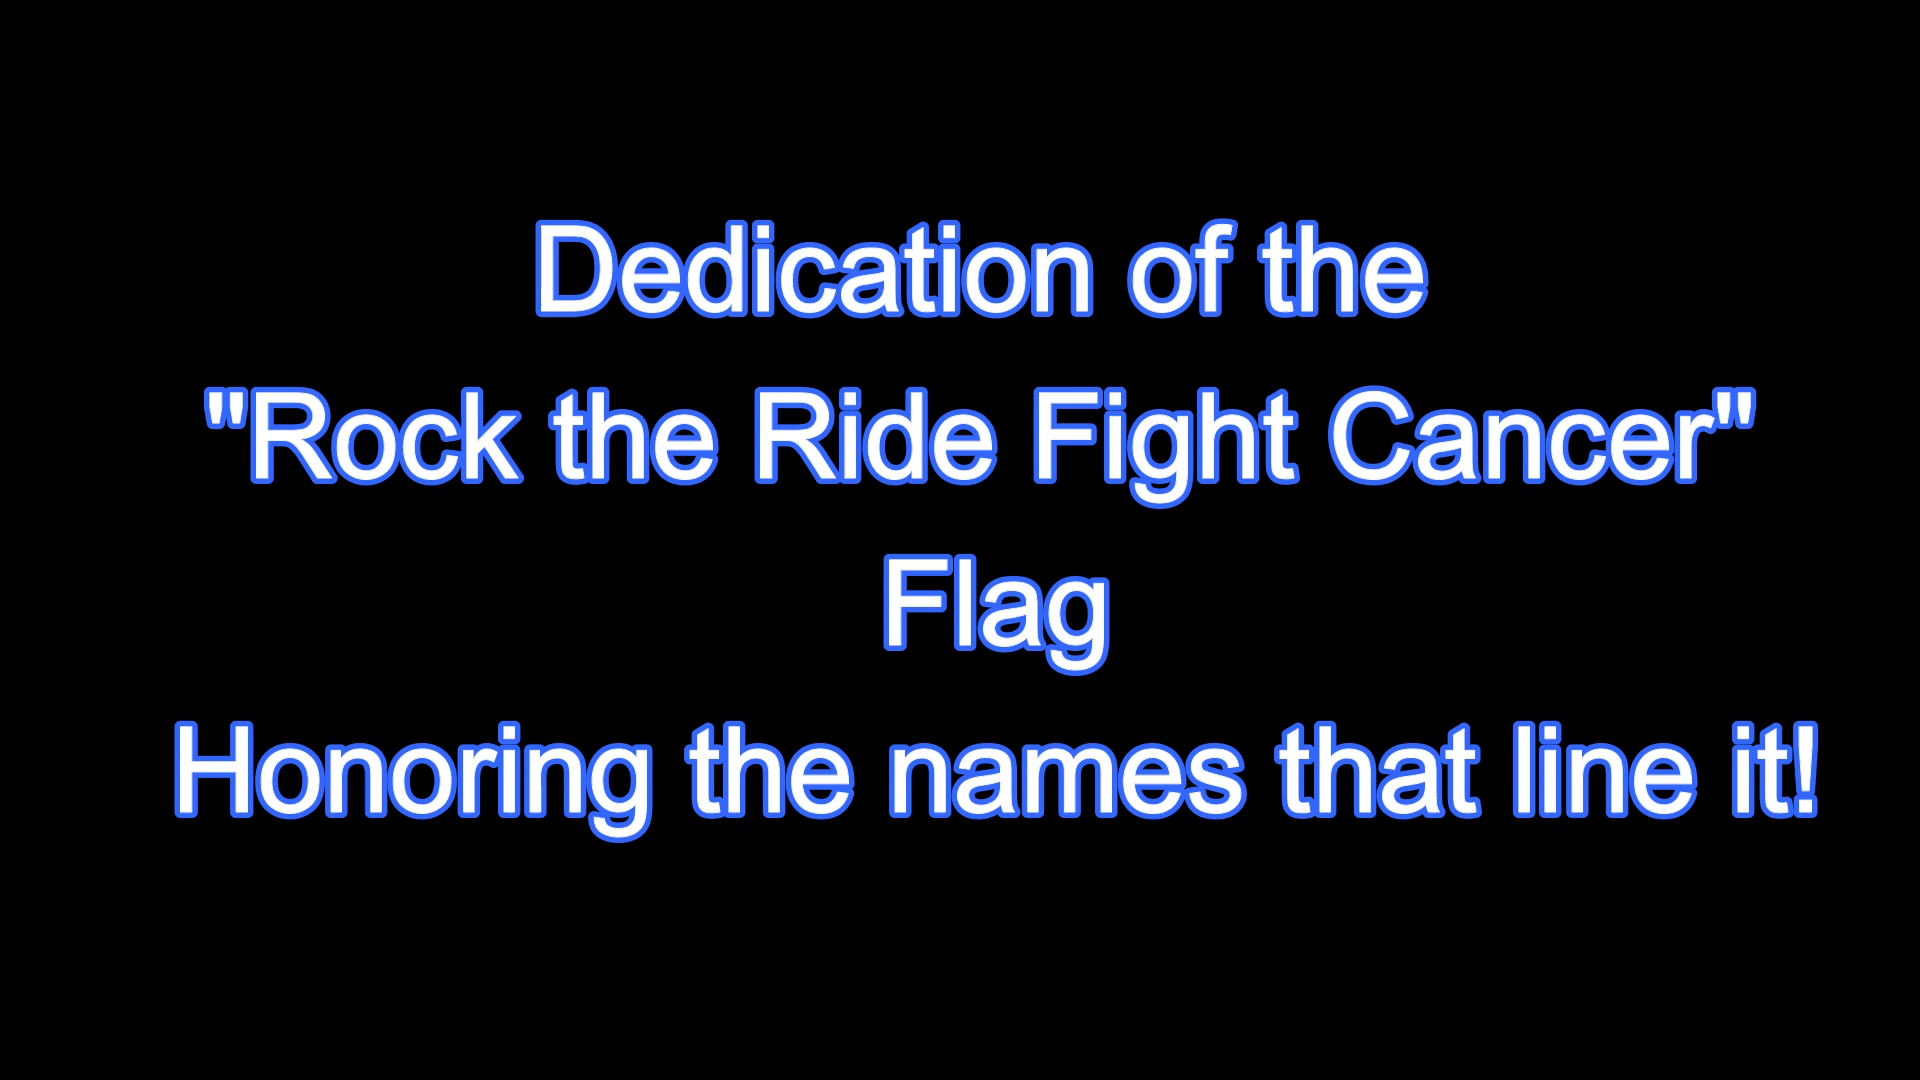 Dedication of the
"Rock the Ride Fight Cancer"
Flag
Honoring the names that line it!